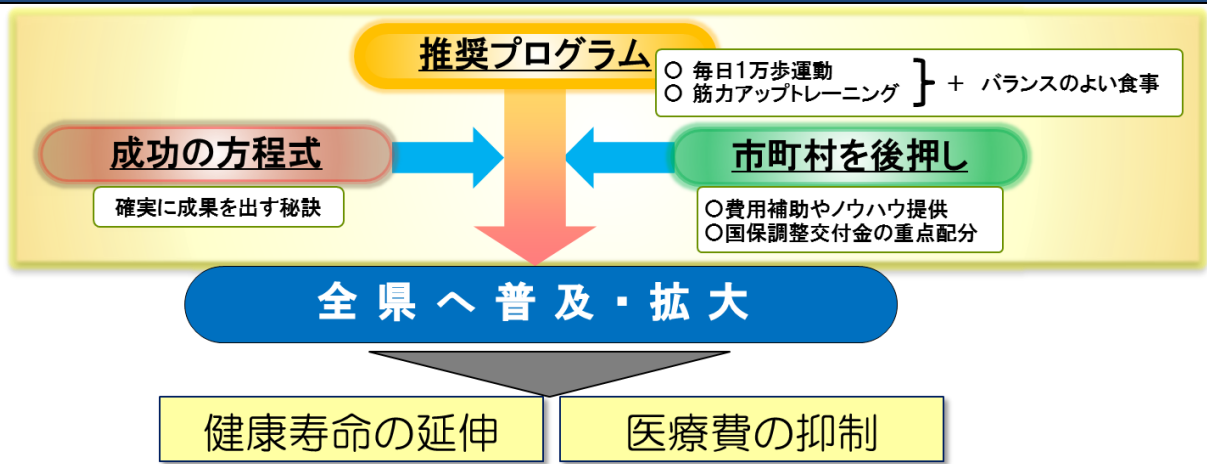 推奨プログラム
○ 毎日1万歩運動
○ 筋力アップトレーニング
} + バランスのよい食事
成功の方程式
確実に成果を出す秘訣
市町村を後押し
○費用補助やノウハウ提供
○国保調整交付金の重点配分
全県へ普及・拡大
健康寿命の延伸
医療費の抑制